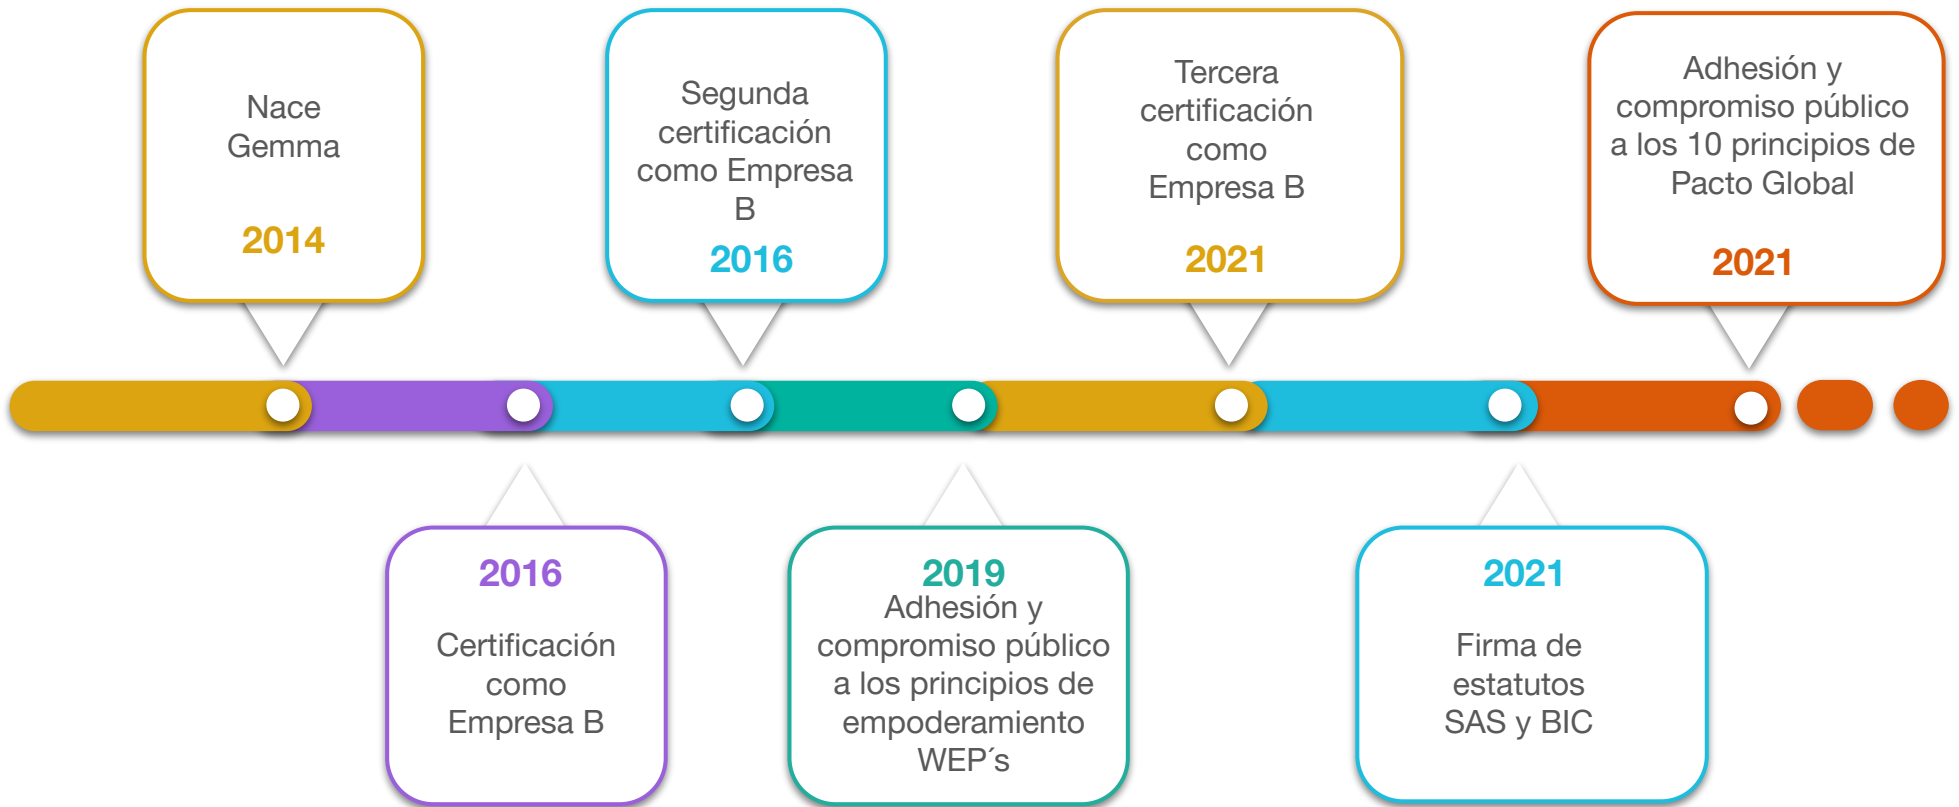 Nace
Gemma
2014
Segunda
certificación
como Empresa
B
2016
Tercera
certificación
como
Empresa B
2021
Adhesión y
compromiso público
a los 10 principios de
Pacto Global
2021
2016
Certificación
como
Empresa B
2019
Adhesión y
compromiso público
a los principios de
empoderamiento
WEP´s
2021
Firma de
estatutos
SAS y BIC